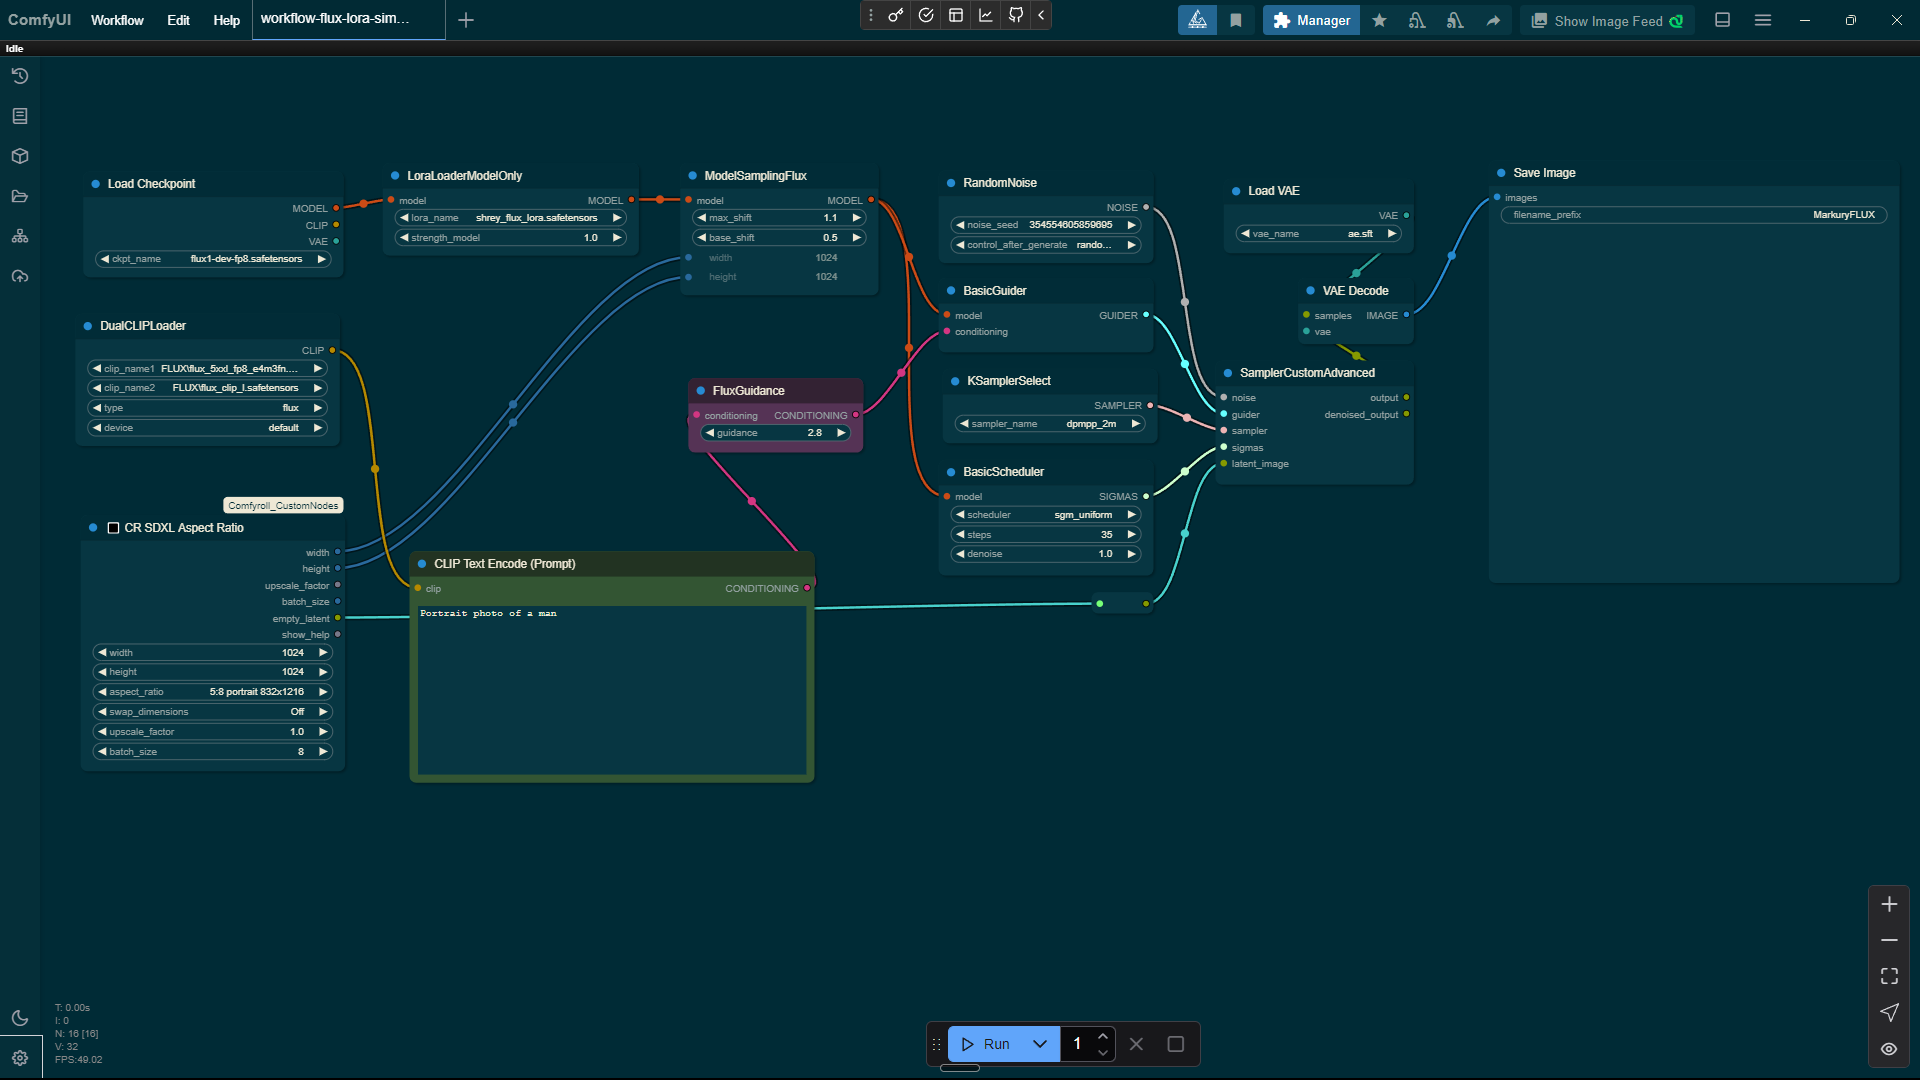 ComfyUI Workflow Edit Help workflow-flux-lora-sim... Manager Show Image Feed
Idle
Load Checkpoint
MODEL
CLIP
VAE
ckpt_name flux1-dev-fp8.safetensors
LoraLoaderModelOnly
model MODEL
lora_name shrey_flux_lora.safetensors
strength_model 1.0
ModelSamplingFlux
model MODEL
max_shift 1.1
base_shift 0.5
width 1024
height 1024
RandomNoise
NOISE
noise_seed 354554605859695
control_after_generate rando...
Load VAE
VAE
vae_name ae.sft
Save Image
images
filename_prefix MarkuryFLUX
DualCLIPLoader
CLIP
clip_name1 FLUX\flux_5xxl_fp8_e4m3fn....
clip_name2 FLUX\flux_clip_l.safetensors
type flux
device default
BasicGuider
model GUIDER
conditioning
VAE Decode
samples IMAGE
vae
FluxGuidance
conditioning CONDITIONING
guidance 2.8
KSamplerSelect
SAMPLER
sampler_name dpmpp_2m
SamplerCustomAdvanced
noise output
guider denoised_output
sampler
sigmas
latent_image
BasicScheduler
model SIGMAS
scheduler sgm_uniform
steps 35
denoise 1.0
Comfyroll_CustomNodes
CR SDXL Aspect Ratio
width
height
upscale_factor
batch_size
empty_latent
show_help
width 1024
height 1024
aspect_ratio 5:8 portrait 832x1216
swap_dimensions Off
upscale_factor 1.0
batch_size 8
CLIP Text Encode (Prompt)
clip CONDITIONING
Portrait photo of a man
T: 0.00s
I: 0
N: 16 [16]
V: 32
FPS:49.02
Run 1